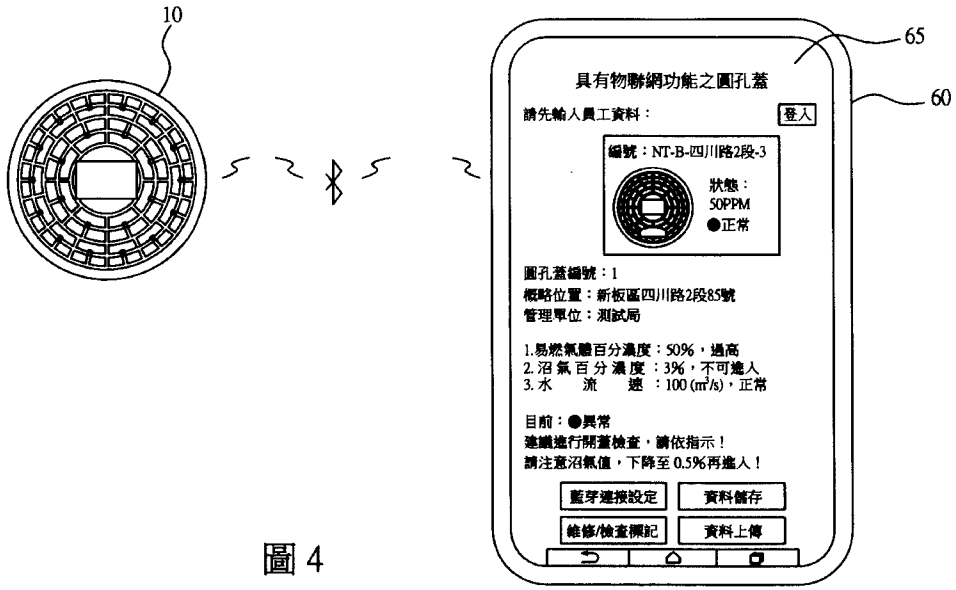 10
65
60
具有物聯網功能之圓孔蓋
請先輸人員工資料：
登入
編號：NT-B-四川路2段-3
狀態：
50PPM
●正常
圓孔蓋編號：1
概略位置：新板區四川路2段85號
管理單位：測試局
1.易燃氣體百分濃度：50%，過高
2.沼氣百分濃度：3%，不可進入
3.水流速：100 (m³/s)，正常
目前：●異常
建議進行開蓋檢查，請依指示！
請注意沼氣值，下降至 0.5%再進入！
藍芽連接設定
資料儲存
維修/檢查標記
資料上傳
圖 4